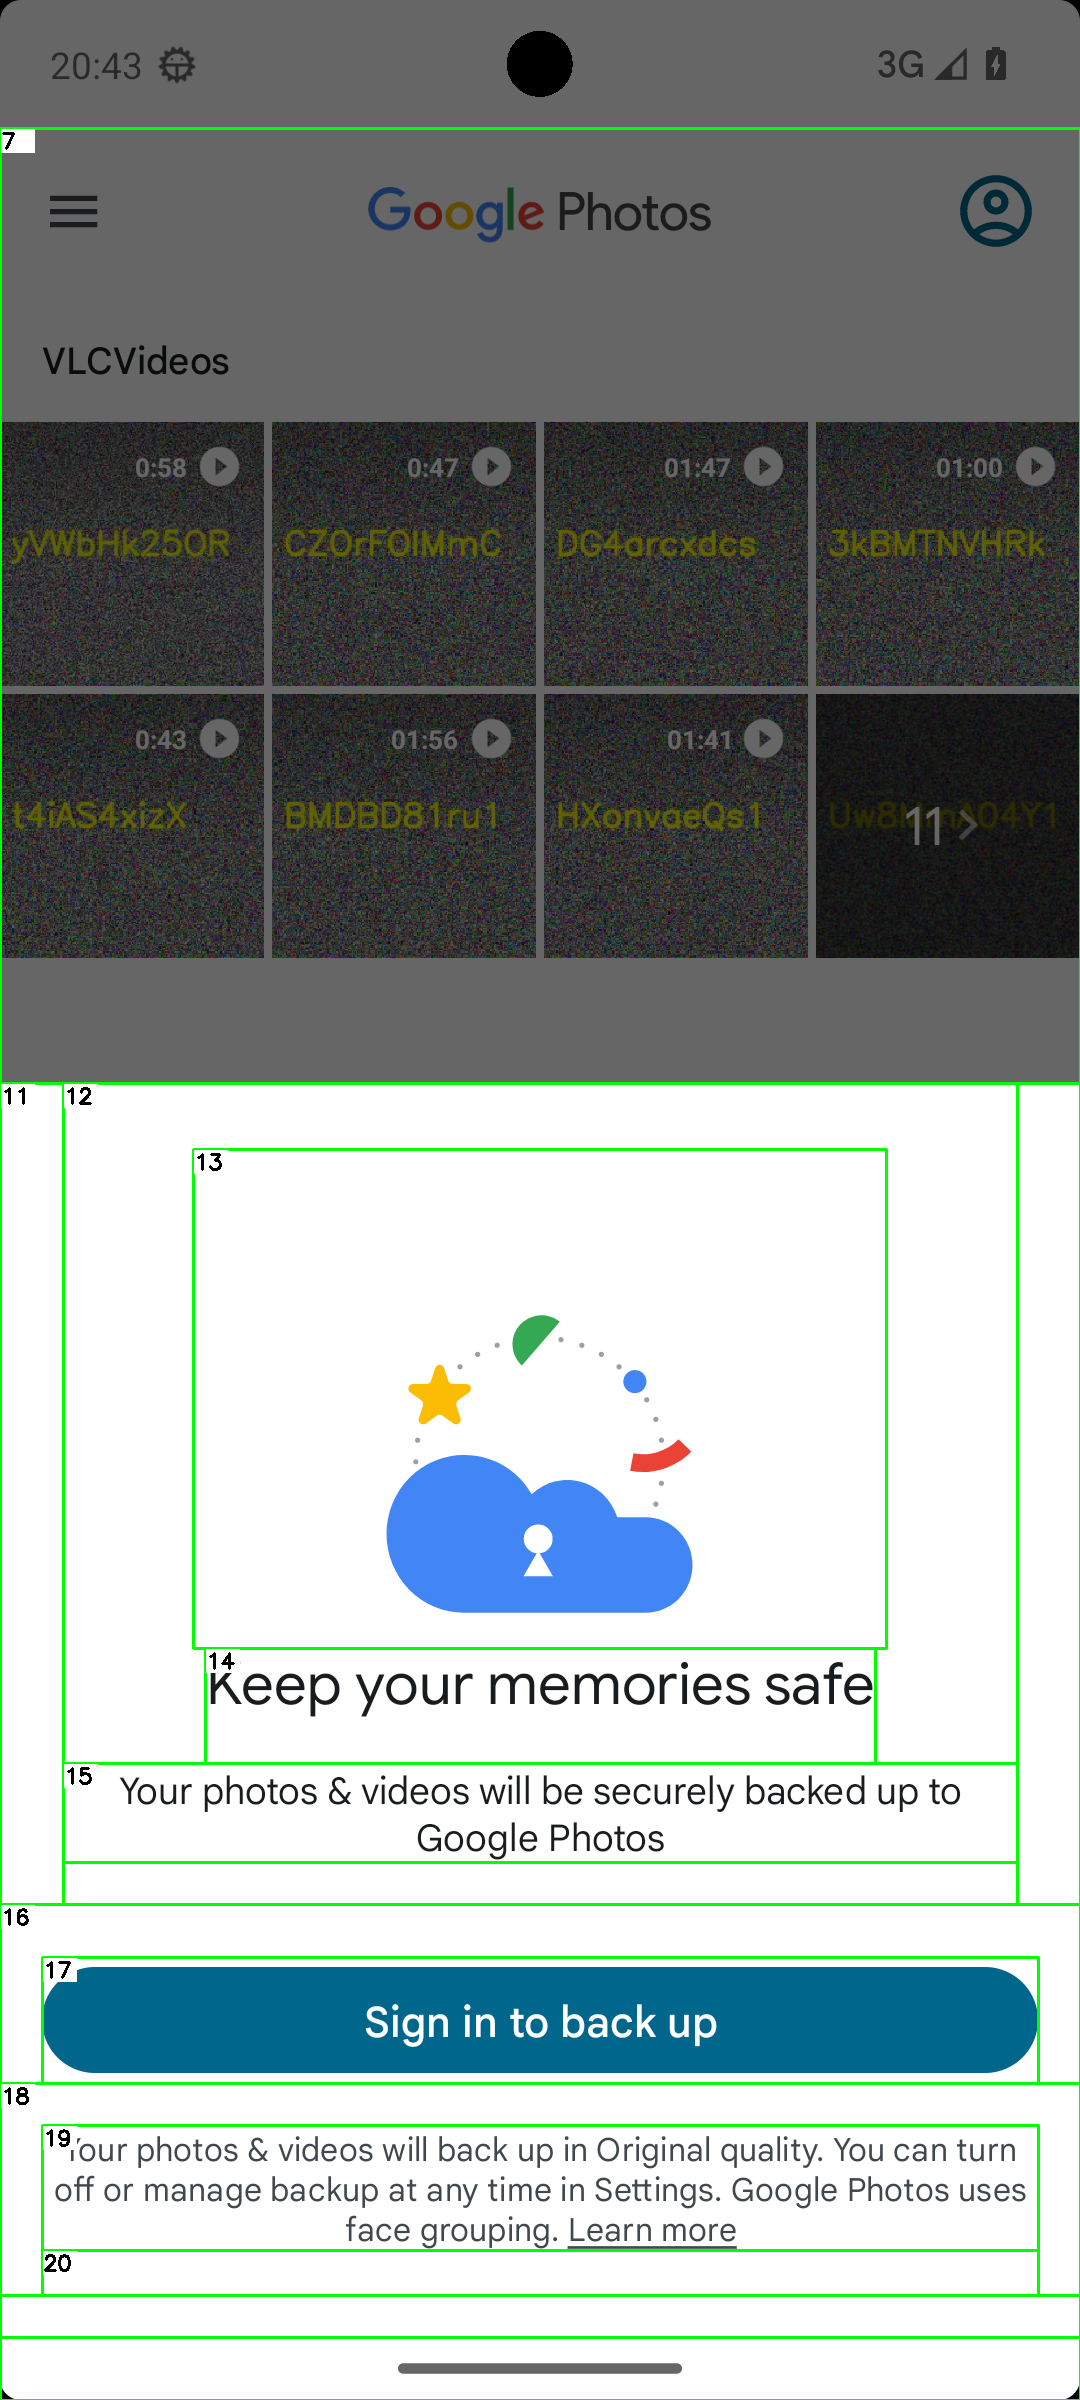 20:43 3G
7
Google Photos
VLCVideos
0:58 0:47 01:47 01:00
yVWbHk25OR CZOrFOIMmC DG4arcxdcs 3kBMTNVHRk
0:43 01:56 01:41
t4iAS4xizX BMDBD81ru1 HXonvaeQs1
11
11 12
13
14
Keep your memories safe
15
Your photos & videos will be securely backed up to
Google Photos
16
17
Sign in to back up
18
19
Your photos & videos will back up in Original quality. You can turn
off or manage backup at any time in Settings. Google Photos uses
face grouping. Learn more
20